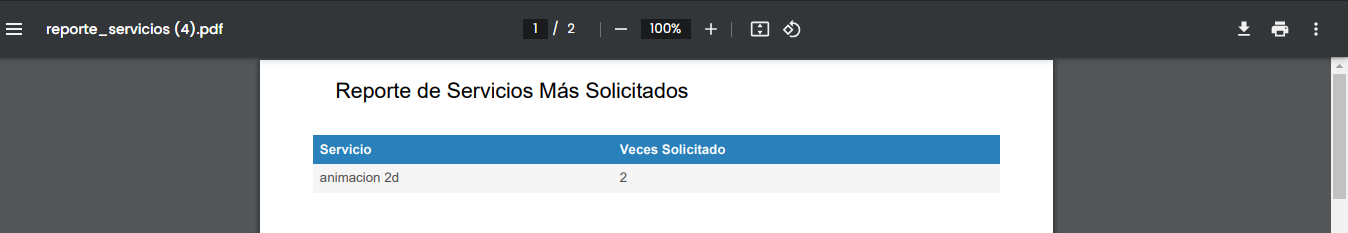 reporte_servicios (4).pdf
1 / 2
100%
Reporte de Servicios Más Solicitados
Servicio Veces Solicitado
animacion 2d 2